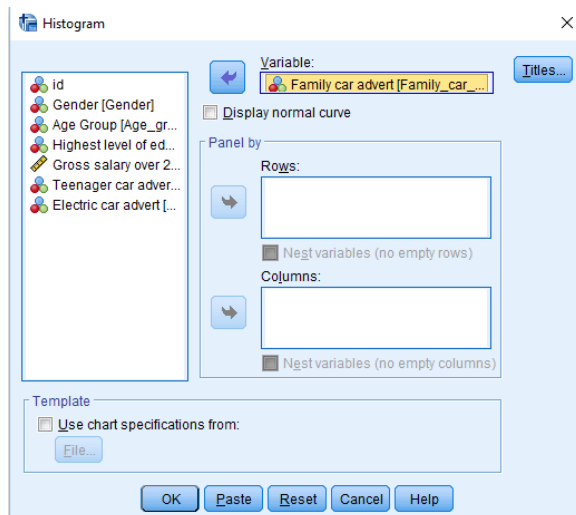 Histogram
Variable:
Family car advert [Family_car_...
Titles...
id
Gender [Gender]
Age Group [Age_gr...
Highest level of ed...
Gross salary over 2...
Teenager car adver...
Electric car advert [...
Display normal curve
Panel by
Rows:
Nest variables (no empty rows)
Columns:
Nest variables (no empty columns)
Template
Use chart specifications from:
File...
OK Paste Reset Cancel Help